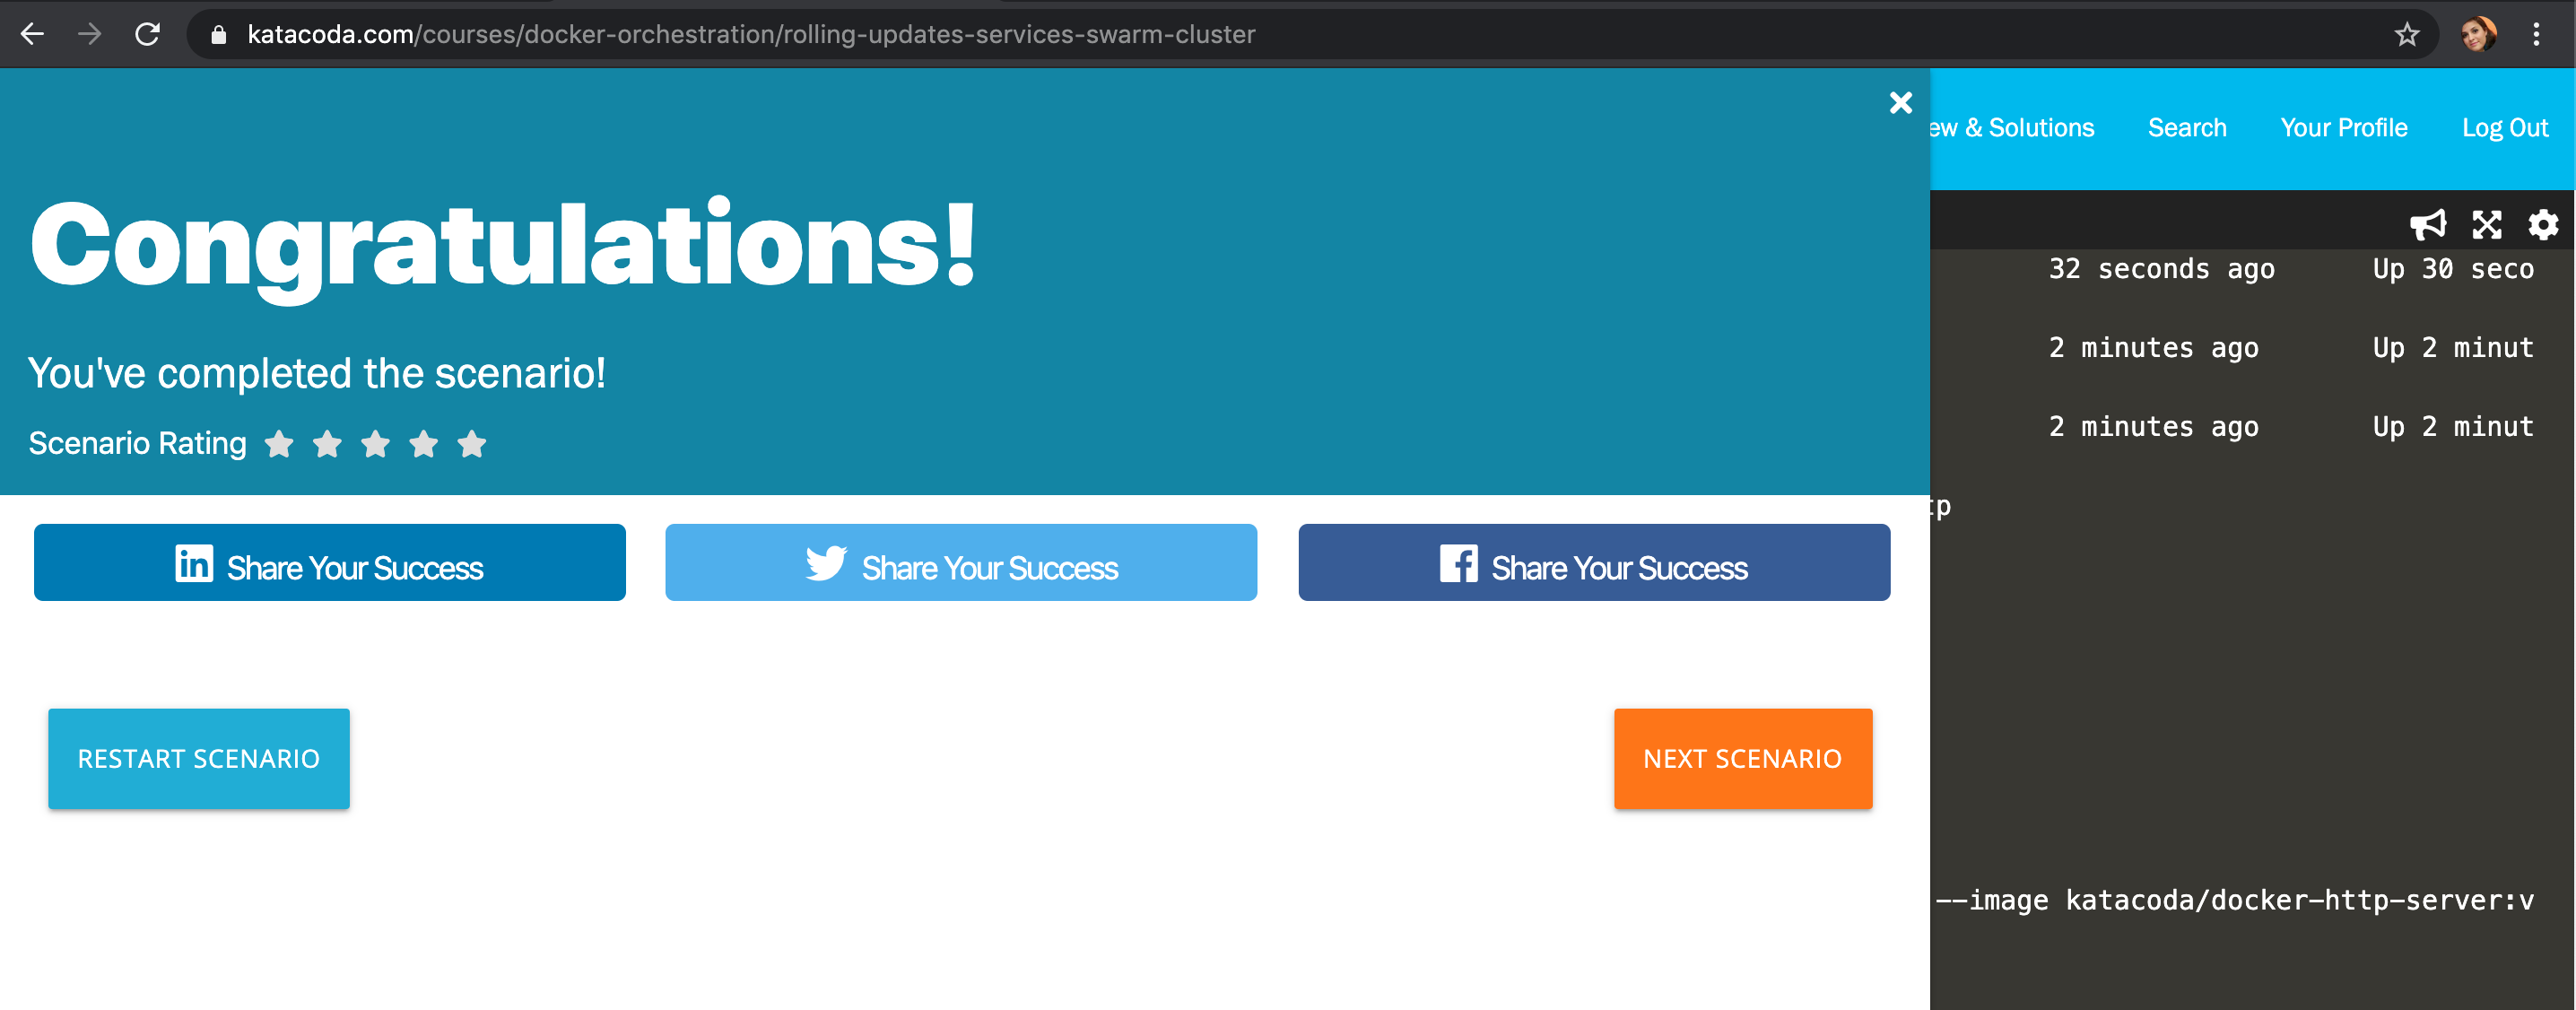 katacoda.com/courses/docker-orchestration/rolling-updates-services-swarm-cluster
ew & Solutions Search Your Profile Log Out
Congratulations!
You've completed the scenario!
Scenario Rating
in Share Your Success
Share Your Success
f Share Your Success
RESTART SCENARIO
NEXT SCENARIO
32 seconds ago Up 30 seco
2 minutes ago Up 2 minut
2 minutes ago Up 2 minut
tp
--image katacoda/docker-http-server:v